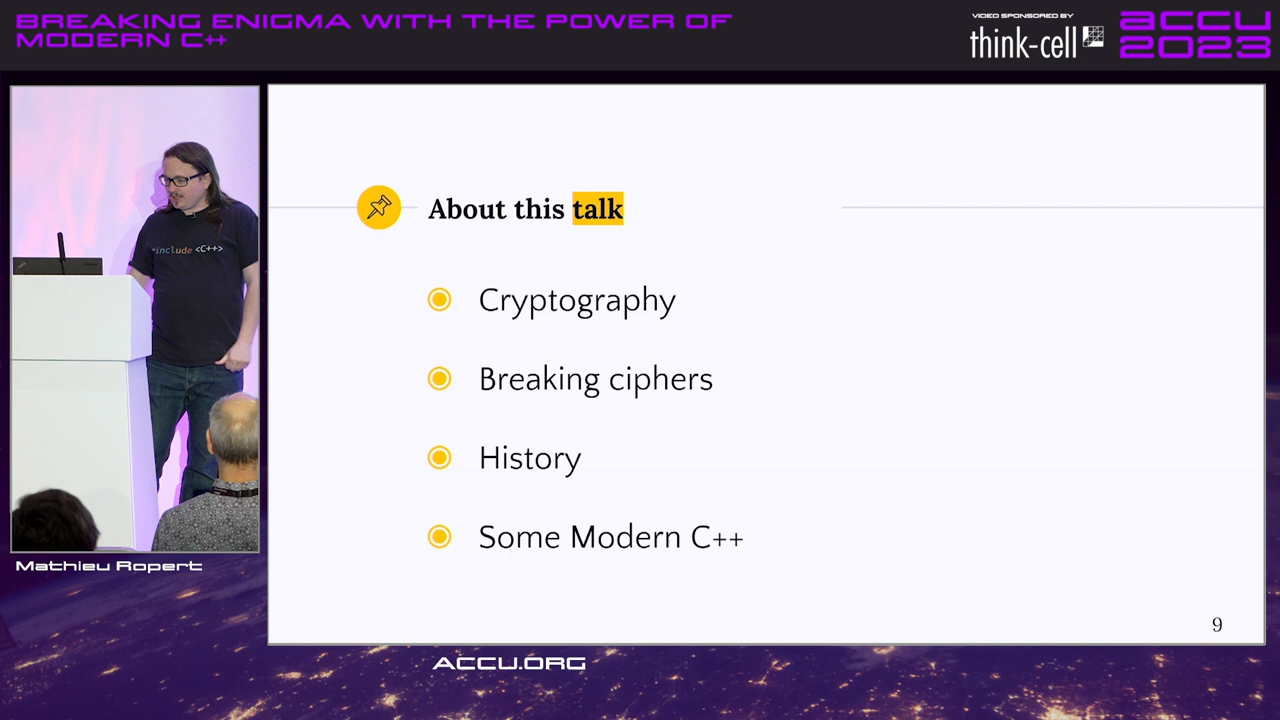 BREAKING ENIGMA WITH THE POWER OF
MODERN C++
VIDEO SPONSORED BY
think-cell
accu
2023
About this talk
#include <C++>
Cryptography
Breaking ciphers
History
Some Modern C++
9
Mathieu Ropert
ACCU.ORG